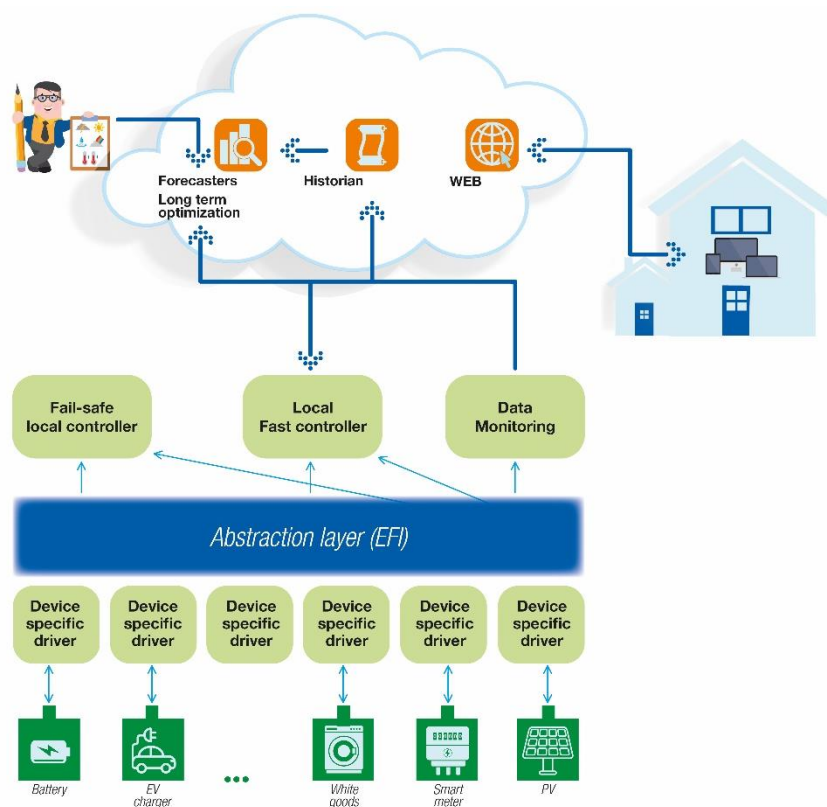 Forecasters
Long term
optimization
Historian
WEB
Fail-safe
local controller
Local
Fast controller
Data
Monitoring
Abstraction layer (EFI)
Device
specific
driver
Device
specific
driver
Device
specific
driver
Device
specific
driver
Device
specific
driver
Device
specific
driver
Battery
EV
charger
...
White
goods
Smart
meter
PV